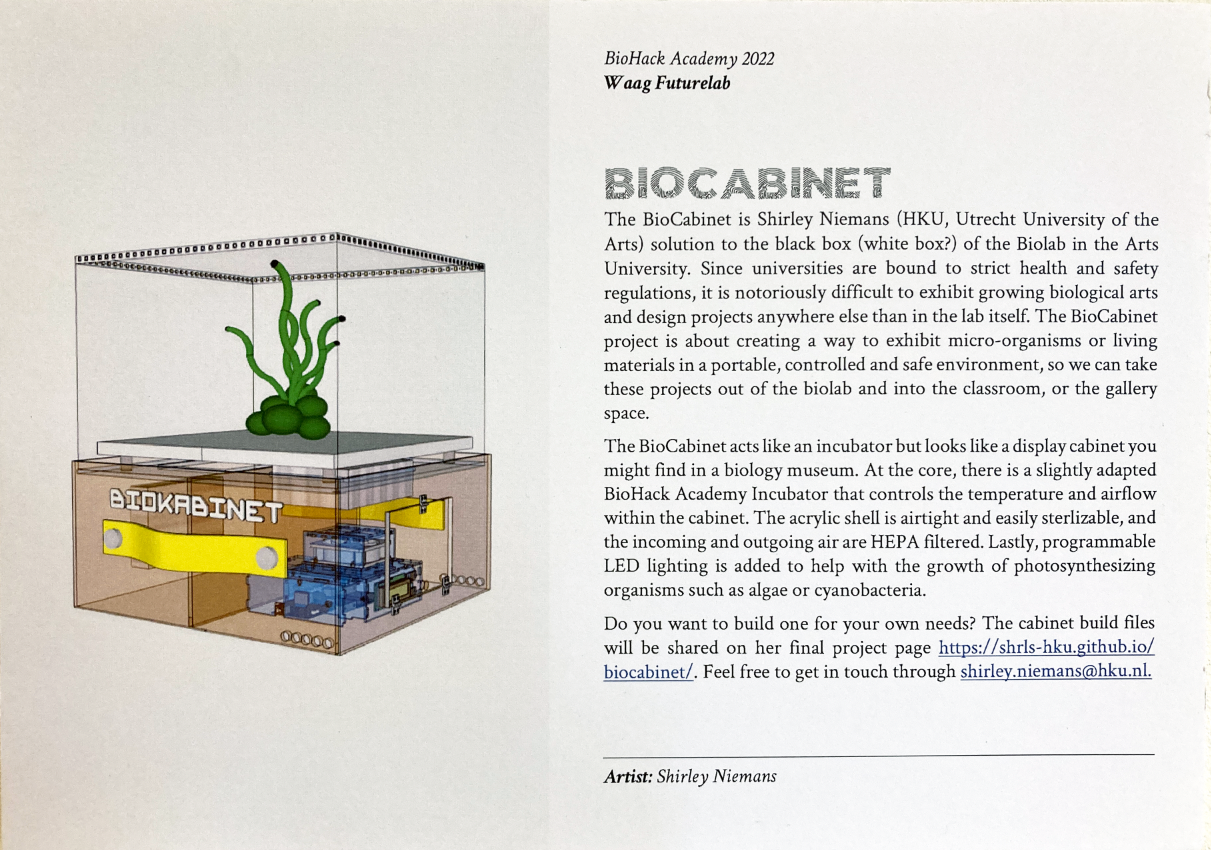 BioHack Academy 2022
Waag Futurelab
BIOCABINET
The BioCabinet is Shirley Niemans (HKU, Utrecht University of the
Arts) solution to the black box (white box?) of the Biolab in the Arts
University. Since universities are bound to strict health and safety
regulations, it is notoriously difficult to exhibit growing biological arts
and design projects anywhere else than in the lab itself. The BioCabinet
project is about creating a way to exhibit micro-organisms or living
materials in a portable, controlled and safe environment, so we can take
these projects out of the biolab and into the classroom, or the gallery
space.
The BioCabinet acts like an incubator but looks like a display cabinet you
might find in a biology museum. At the core, there is a slightly adapted
BioHack Academy Incubator that controls the temperature and airflow
within the cabinet. The acrylic shell is airtight and easily sterlizable, and
the incoming and outgoing air are HEPA filtered. Lastly, programmable
LED lighting is added to help with the growth of photosynthesizing
organisms such as algae or cyanobacteria.
Do you want to build one for your own needs? The cabinet build files
will be shared on her final project page https://shrls-hku.github.io/
biocabinet/. Feel free to get in touch through shirley.niemans@hku.nl.
Artist: Shirley Niemans
BIOKABINET